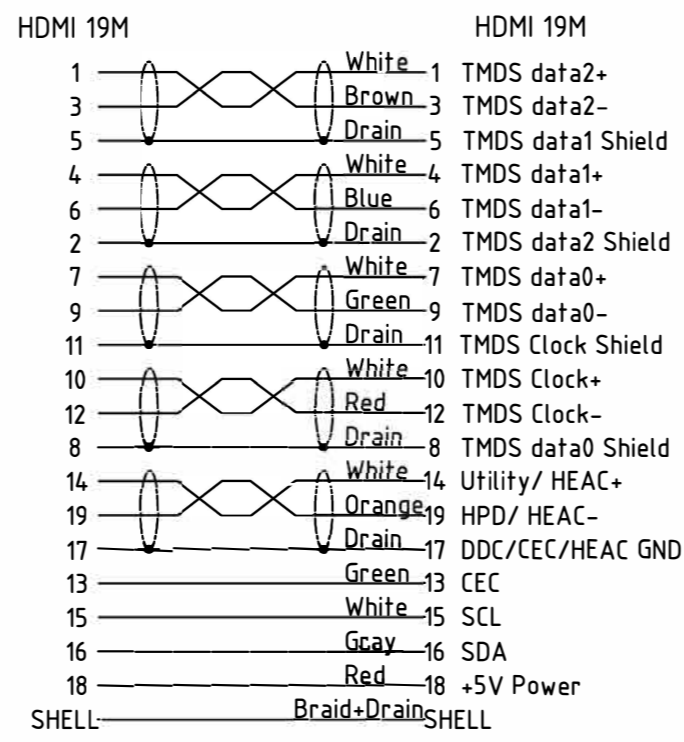 HDMI 19M HDMI 19M
1 White 1 TMDS data2+
3 Brown 3 TMDS data2-
5 Drain 5 TMDS data1 Shield
4 White 4 TMDS data1+
6 Blue 6 TMDS data1-
2 Drain 2 TMDS data2 Shield
7 White 7 TMDS data0+
9 Green 9 TMDS data0-
11 Drain 11 TMDS Clock Shield
10 White 10 TMDS Clock+
12 Red 12 TMDS Clock-
8 Drain 8 TMDS data0 Shield
14 White 14 Utility/ HEAC+
19 Orange 19 HPD/ HEAC-
17 Drain 17 DDC/CEC/HEAC GND
13 Green 13 CEC
15 White 15 SCL
16 Gray 16 SDA
18 Red 18 +5V Power
SHELL Braid+Drain SHELL